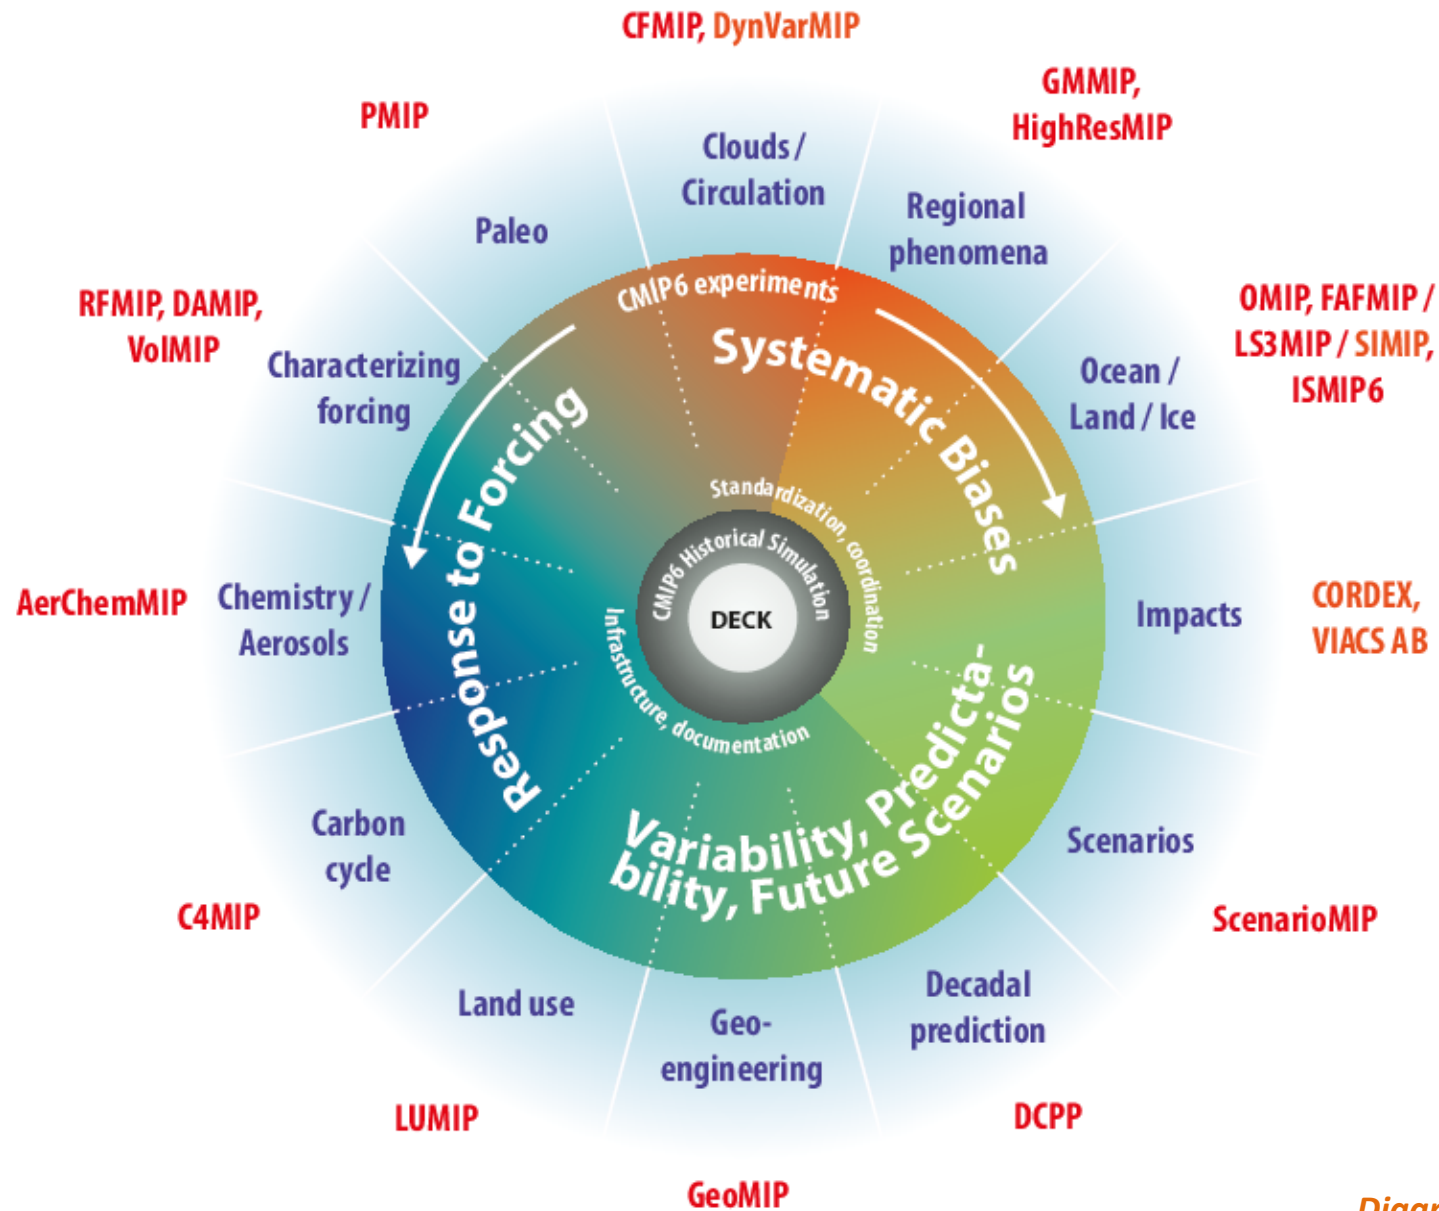 CFMIP, DynVarMIP
GMMIP,
HighResMIP
PMIP
Clouds /
Circulation
Regional
phenomena
Paleo
OMIP, FAFMIP /
LS3MIP / SIMIP,
ISMIP6
RFMIP, DAMIP,
VolMIP
Characterizing
forcing
Ocean /
Land / Ice
CMIP6 experiments
Systematic Biases
Response to Forcing
Variability, Predicta-
bility, Future Scenarios
Standardization, coordination
Infrastructure, documentation
CMIP6 Historical Simulation
DECK
AerChemMIP
Chemistry /
Aerosols
Impacts
CORDEX,
VIACS AB
Carbon
cycle
Scenarios
C4MIP
ScenarioMIP
Land use
Geo-
engineering
Decadal
prediction
LUMIP
DCPP
GeoMIP